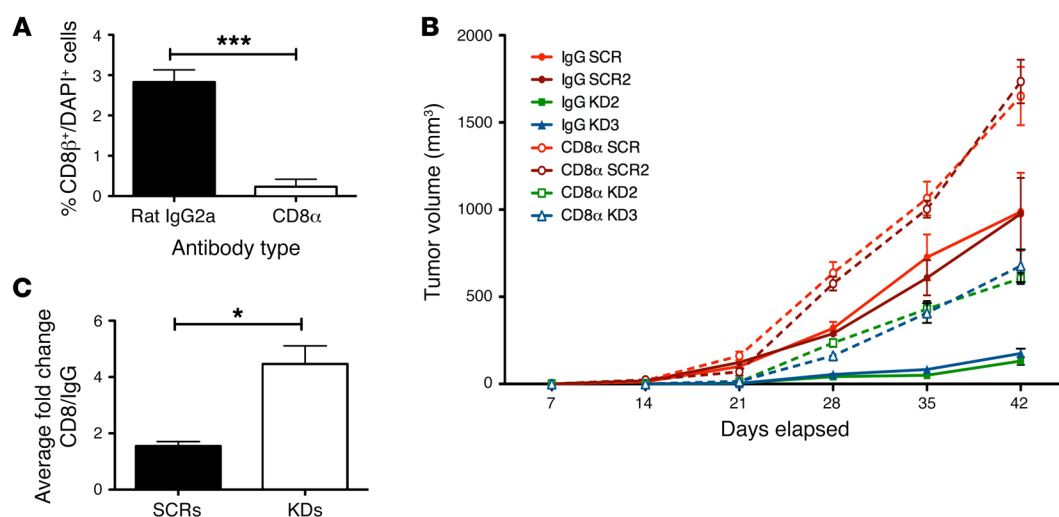 A
% CD8β⁺/DAPI⁺ cells
4
3
2
1
0
***
Rat IgG2a
CD8α
Antibody type
B
Tumor volume (mm³)
2000
1500
1000
500
0
IgG SCR
IgG SCR2
IgG KD2
IgG KD3
CD8α SCR
CD8α SCR2
CD8α KD2
CD8α KD3
7
14
21
28
35
42
Days elapsed
C
Average fold change
CD8/IgG
6
4
2
0
*
SCRs
KDs